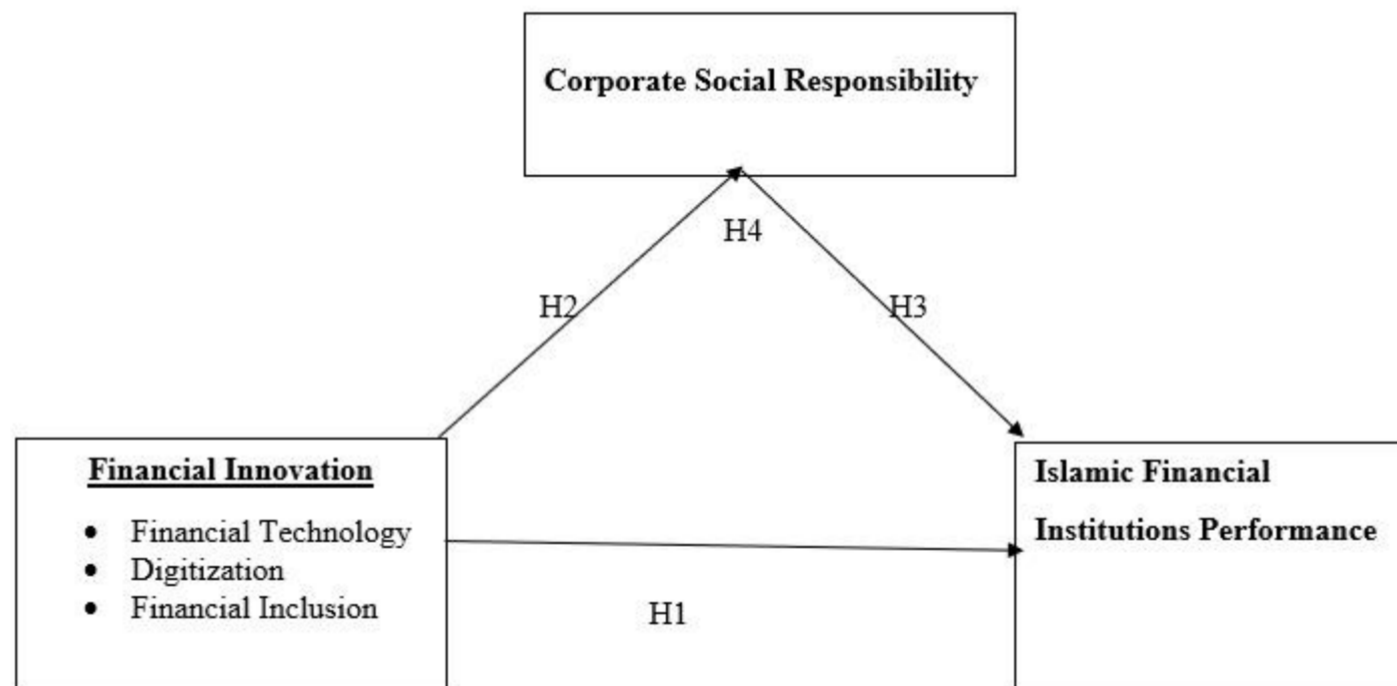 Corporate Social Responsibility
H4
H2
H3
Financial Innovation
• Financial Technology
• Digitization
• Financial Inclusion
Islamic Financial
Institutions Performance
H1